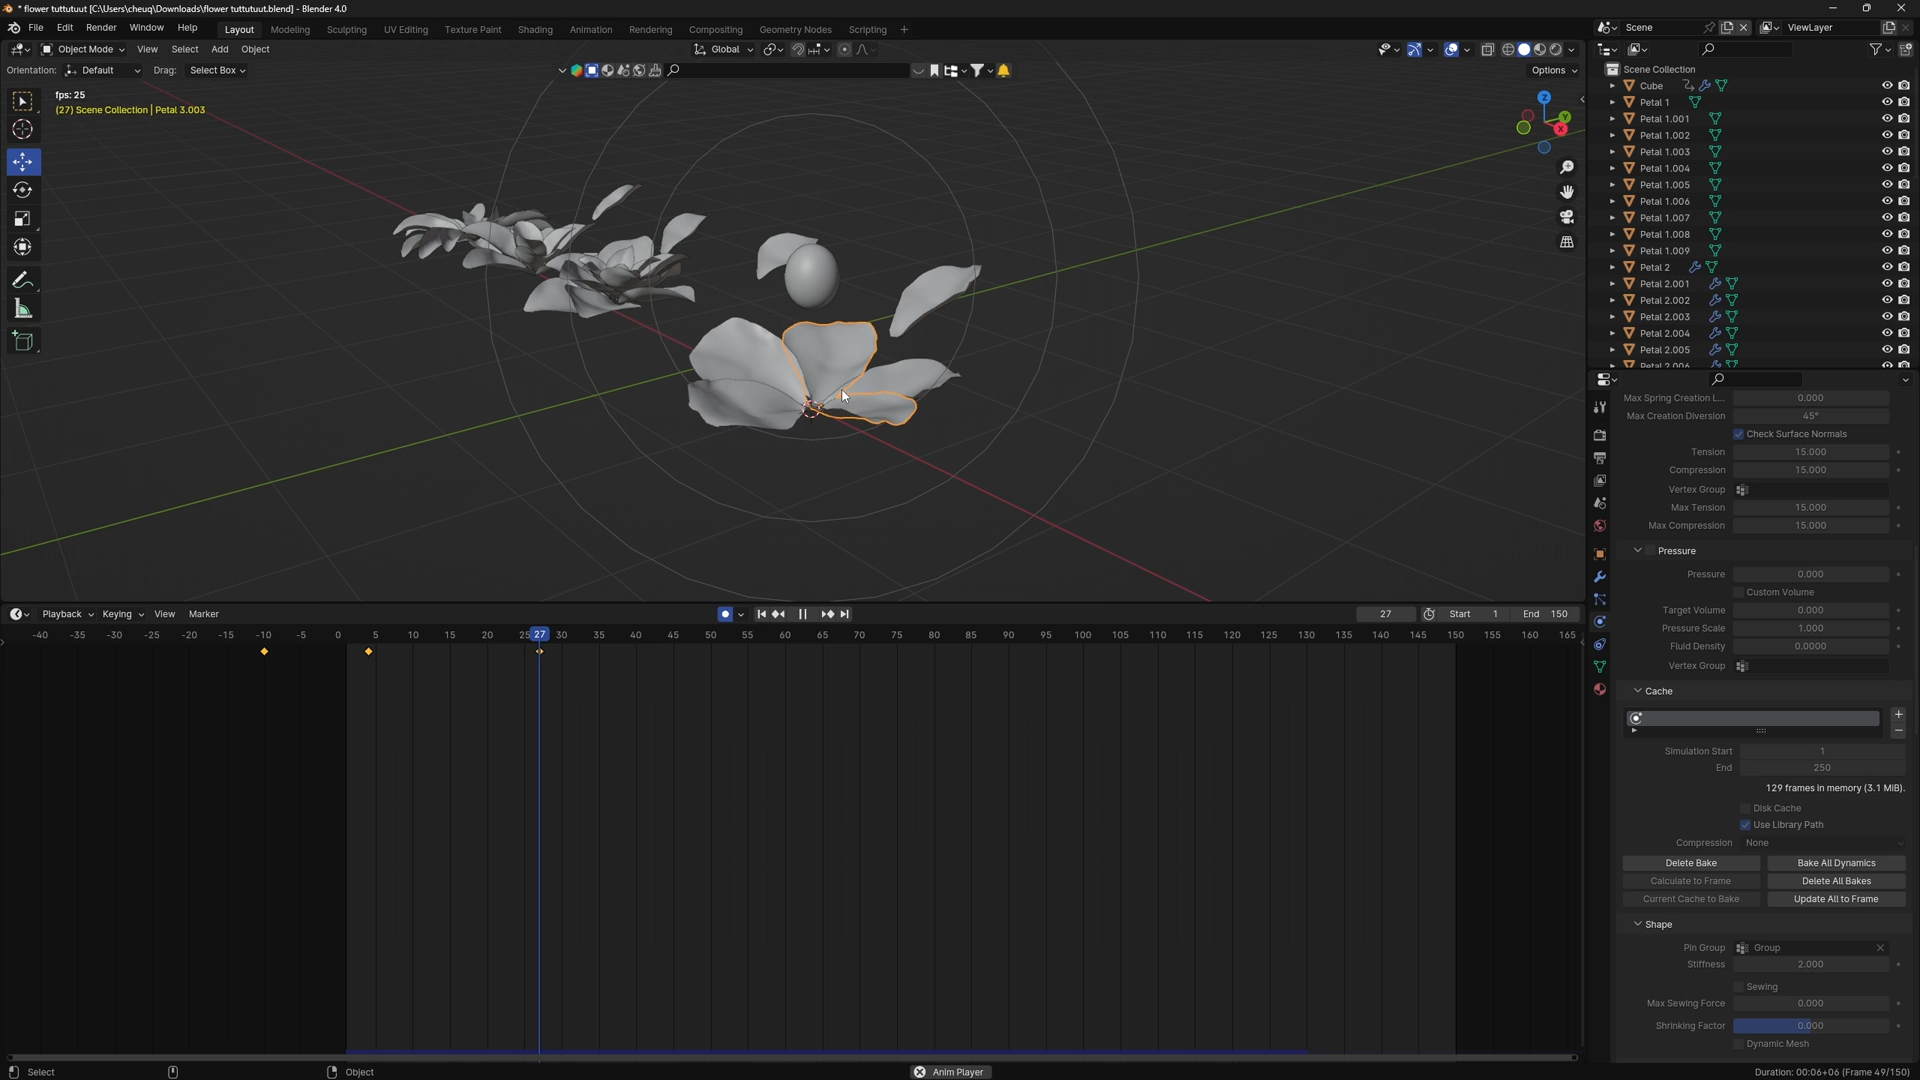 * flower tuttutuut [C:\Users\cheuq\Downloads\flower tuttutuut.blend] - Blender 4.0
File Edit Render Window Help Layout Modeling Sculpting UV Editing Texture Paint Shading Animation Rendering Compositing Geometry Nodes Scripting +
Scene ViewLayer
Object Mode View Select Add Object Global
Orientation: Default Drag: Select Box Options
fps: 25
(27) Scene Collection | Petal 3.003
Z
Y
X
Scene Collection
Cube
Petal 1
Petal 1.001
Petal 1.002
Petal 1.003
Petal 1.004
Petal 1.005
Petal 1.006
Petal 1.007
Petal 1.008
Petal 1.009
Petal 2
Petal 2.001
Petal 2.002
Petal 2.003
Petal 2.004
Petal 2.005
Petal 2.006
Max Spring Creation L... 0.000
Max Creation Diversion 45°
Check Surface Normals
Tension 15.000
Compression 15.000
Vertex Group
Max Tension 15.000
Max Compression 15.000
Pressure
Pressure 0.000
Custom Volume
Target Volume 0.000
Pressure Scale 1.000
Fluid Density 0.0000
Vertex Group
Cache
Simulation Start 1
End 250
129 frames in memory (3.1 MiB).
Disk Cache
Use Library Path
Compression None
Delete Bake Bake All Dynamics
Calculate to Frame Delete All Bakes
Current Cache to Bake Update All to Frame
Shape
Pin Group Group
Stiffness 2.000
Sewing
Max Sewing Force 0.000
Shrinking Factor 0.000
Dynamic Mesh
Playback Keying View Marker 27 Start 1 End 150
-40 -35 -30 -25 -20 -15 -10 -5 0 5 10 15 20 25 27 30 35 40 45 50 55 60 65 70 75 80 85 90 95 100 105 110 115 120 125 130 135 140 145 150 155 160 165
Select Object Anim Player Duration: 00:06+06 (Frame 49/150)